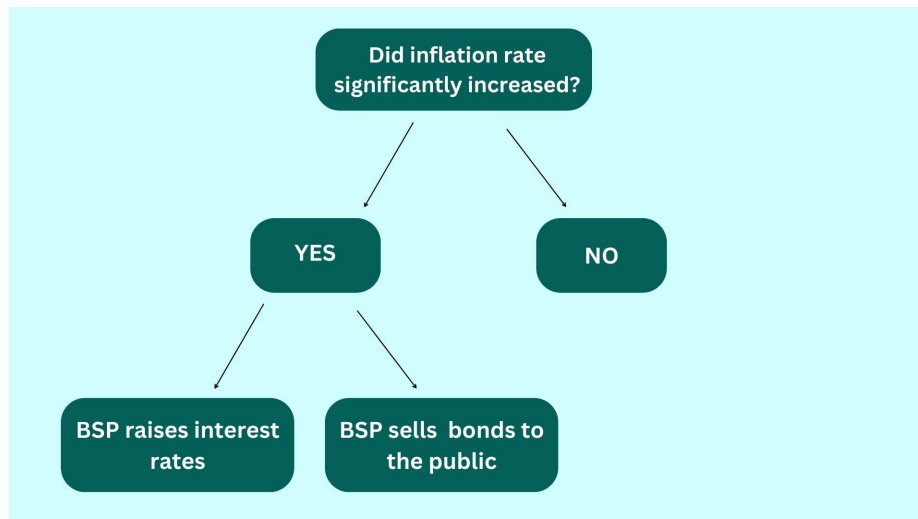 Did inflation rate
significantly increased?
YES
NO
BSP raises interest
rates
BSP sells bonds to
the public